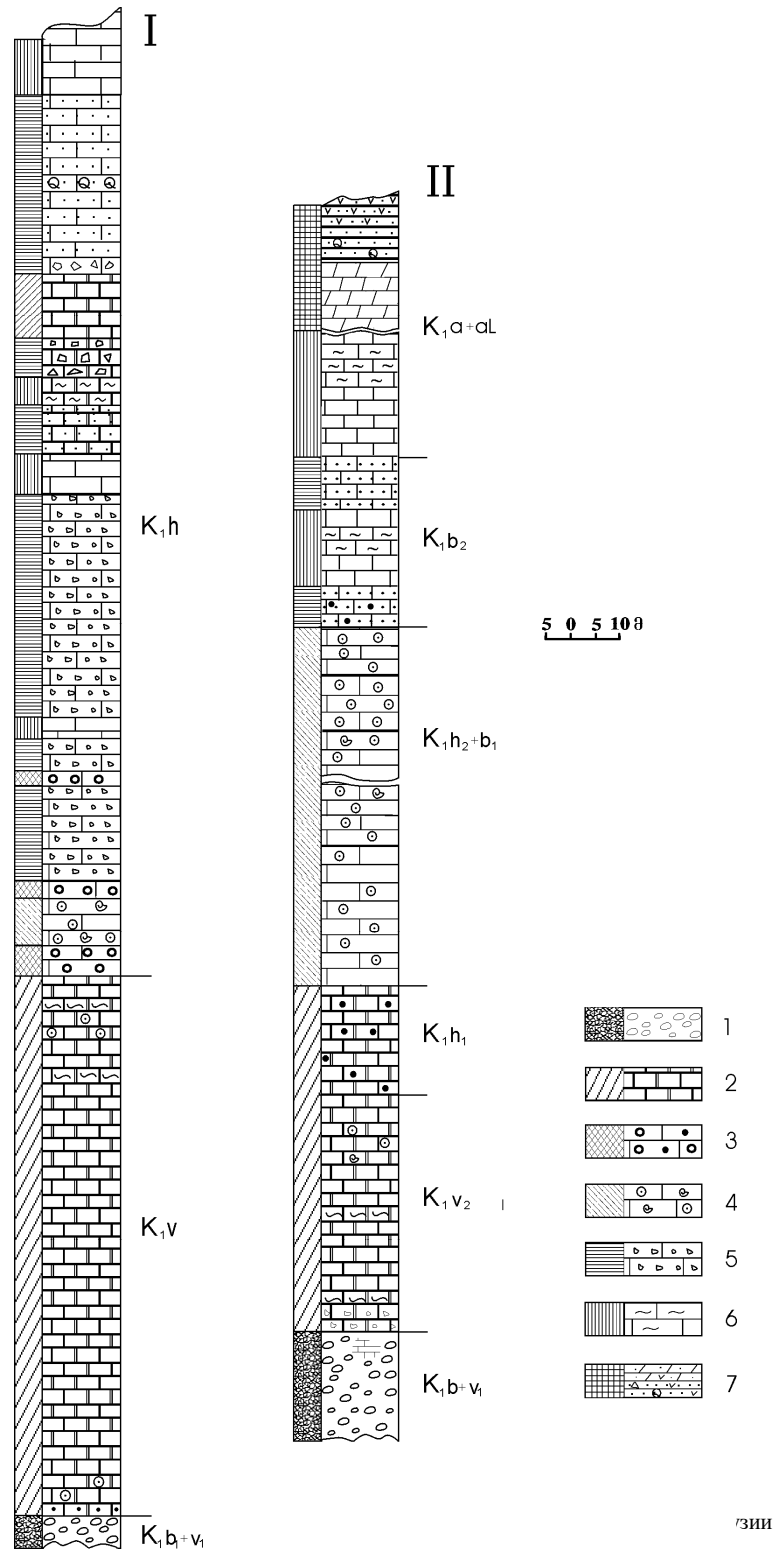 I
K₁h
K₁v
K₁b₁+v₁
II
K₁a+aL
K₁b₂
K₁h₂+b₁
K₁h₁
K₁v₂
K₁b+v₁
5 0 5 10 а
1
2
3
4
5
6
7
узии